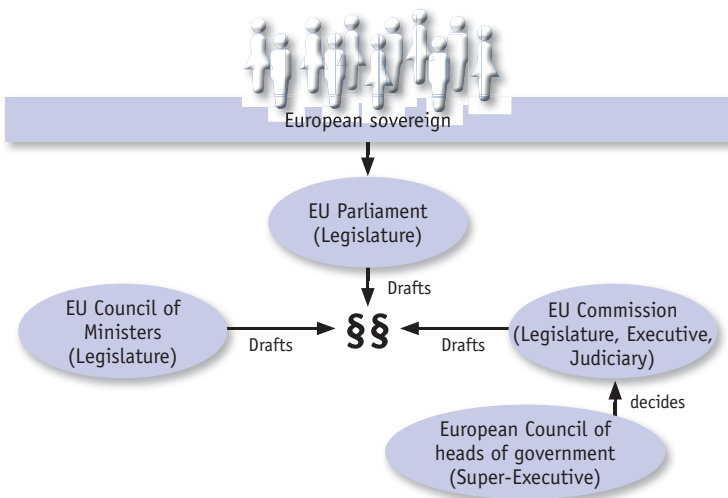 European sovereign
EU Parliament
(Legislature)
Drafts
EU Council of
Ministers
(Legislature)
Drafts
§§
Drafts
EU Commission
(Legislature, Executive,
Judiciary)
decides
European Council of
heads of government
(Super-Executive)